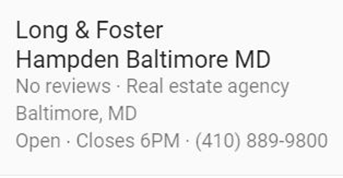 Long & Foster
Hampden Baltimore MD
No reviews · Real estate agency
Baltimore, MD
Open · Closes 6PM · (410) 889-9800